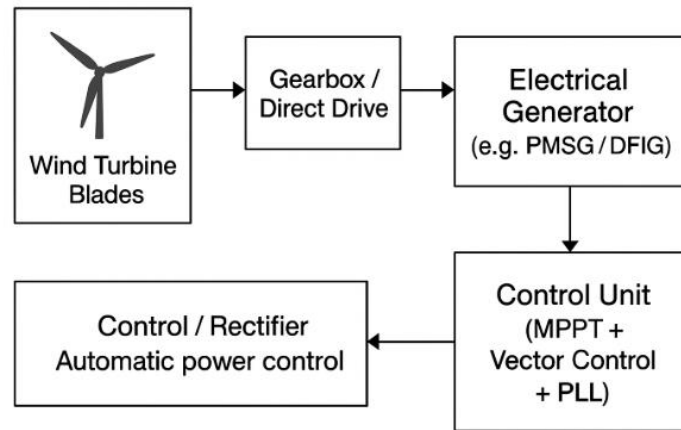 Wind Turbine
Blades
Gearbox /
Direct Drive
Electrical
Generator
(e.g. PMSG / DFIG)
Control Unit
(MPPT +
Vector Control
+ PLL)
Control / Rectifier
Automatic power control